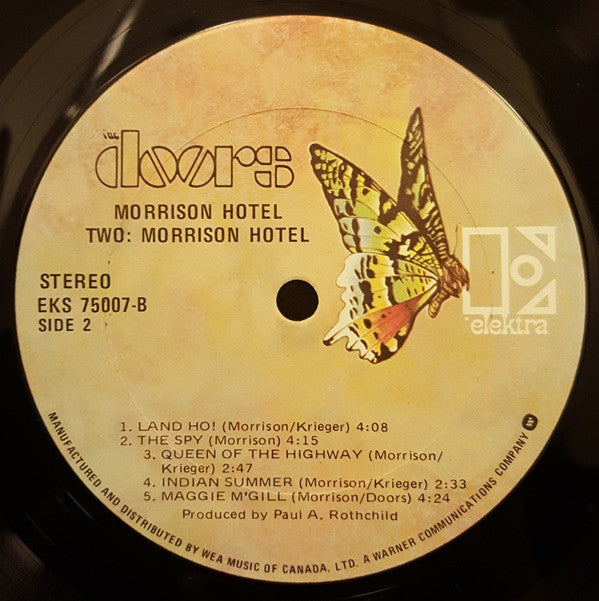 the
doors
MORRISON HOTEL
TWO: MORRISON HOTEL
STEREO
EKS 75007-B
SIDE 2
elektra
1. LAND HO! (Morrison/Krieger) 4:08
2. THE SPY (Morrison) 4:15
3. QUEEN OF THE HIGHWAY (Morrison/
Krieger) 2:47
4. INDIAN SUMMER (Morrison/Krieger) 2:33
5. MAGGIE M'GILL (Morrison/Doors) 4:24
Produced by Paul A. Rothchild
MANUFACTURED AND DISTRIBUTED BY WEA MUSIC OF CANADA, LTD. A WARNER COMMUNICATIONS COMPANY